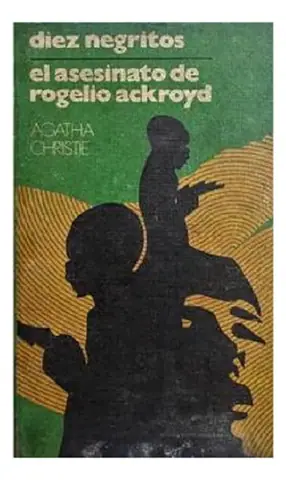 diez negritos
el asesinato de
rogelio ackroyd
AGATHA
CHRISTIE